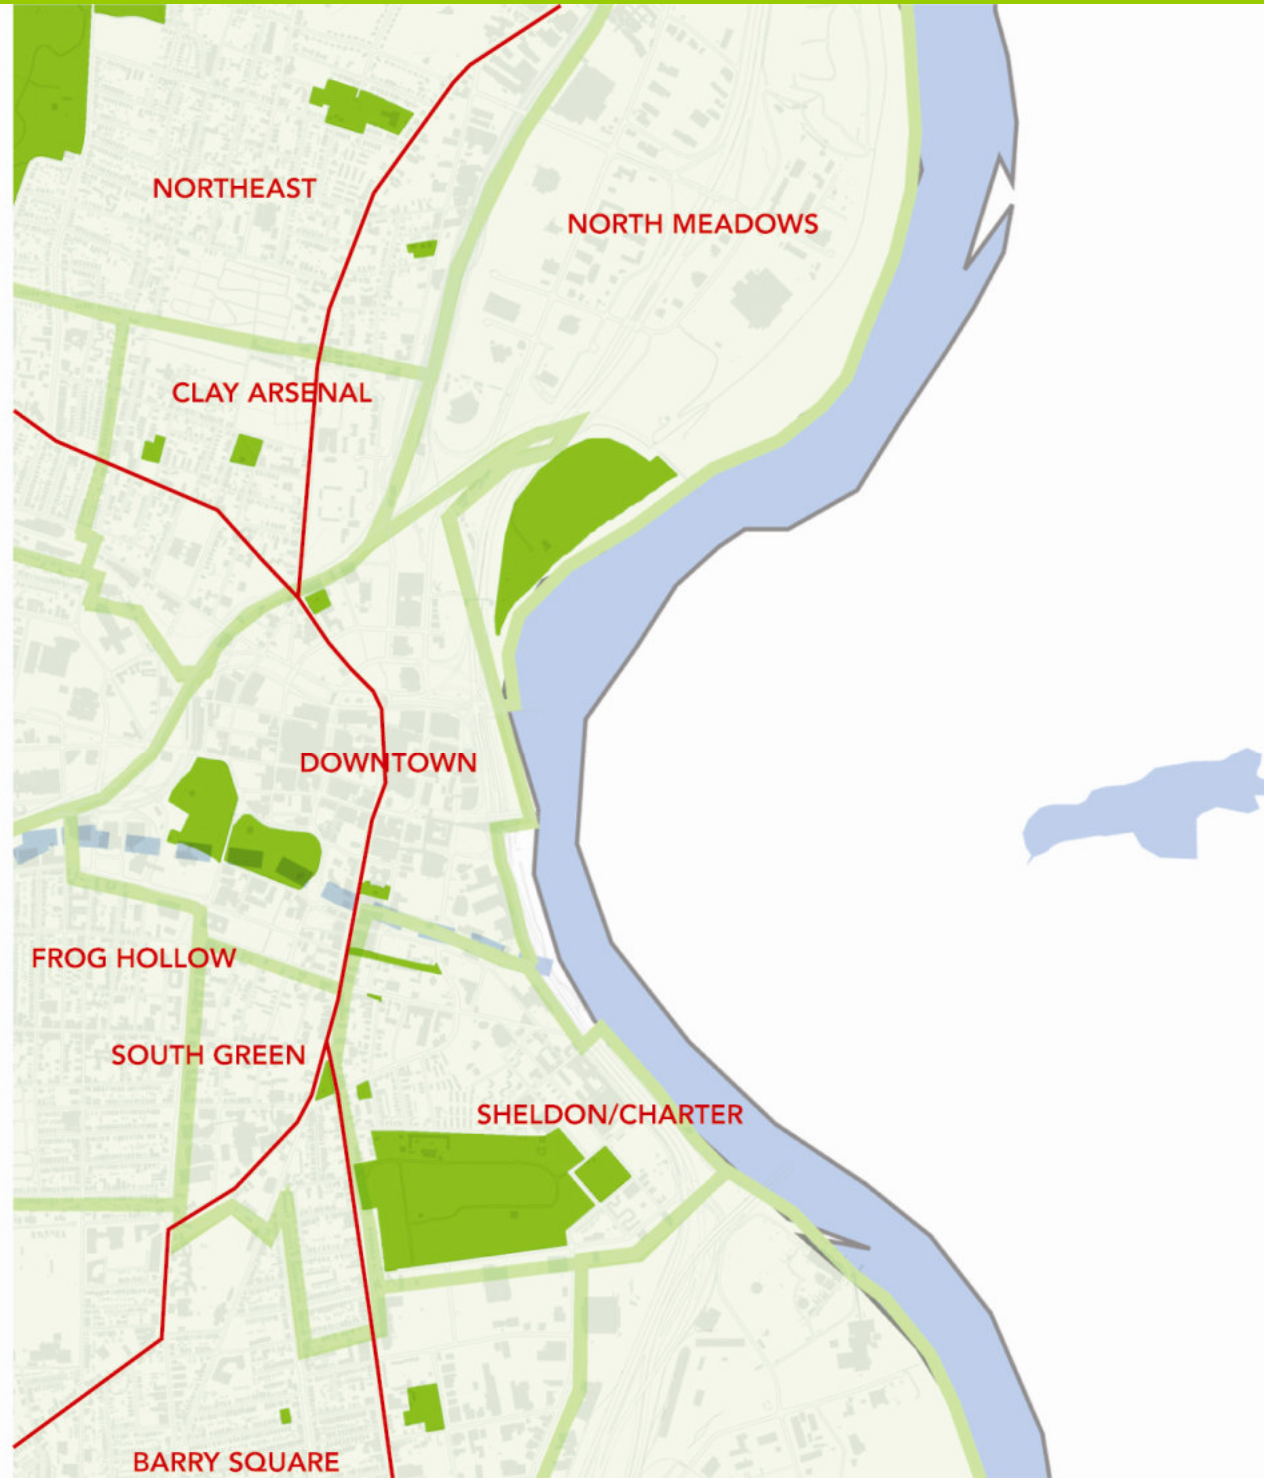 NORTHEAST
NORTH MEADOWS
CLAY ARSENAL
DOWNTOWN
FROG HOLLOW
SOUTH GREEN
SHELDON/CHARTER
BARRY SQUARE